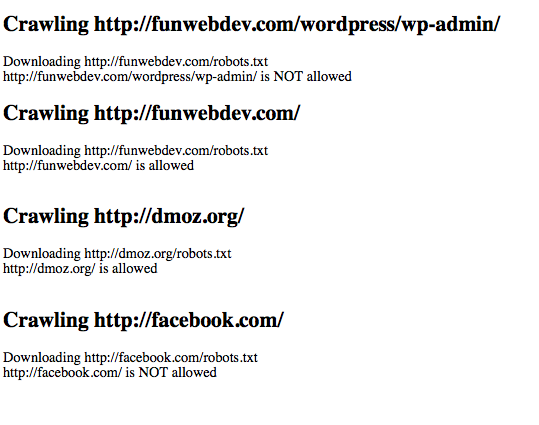 Crawling http://funwebdev.com/wordpress/wp-admin/
Downloading http://funwebdev.com/robots.txt
http://funwebdev.com/wordpress/wp-admin/ is NOT allowed
Crawling http://funwebdev.com/
Downloading http://funwebdev.com/robots.txt
http://funwebdev.com/ is allowed
Crawling http://dmoz.org/
Downloading http://dmoz.org/robots.txt
http://dmoz.org/ is allowed
Crawling http://facebook.com/
Downloading http://facebook.com/robots.txt
http://facebook.com/ is NOT allowed